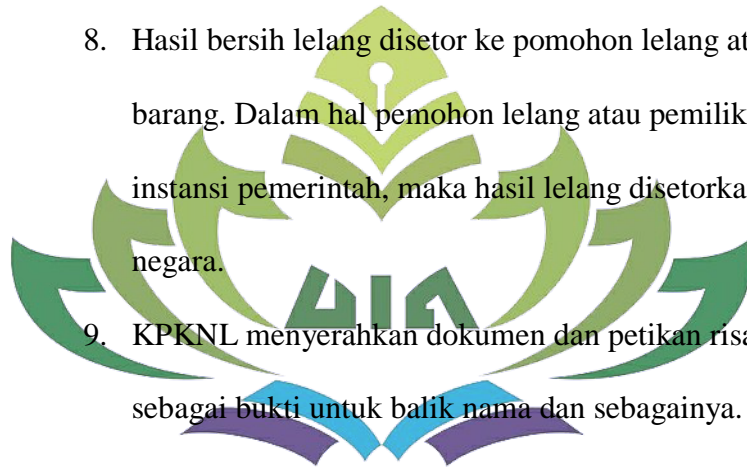 8. Hasil bersih lelang disetor ke pomohon lelang at
barang. Dalam hal pemohon lelang atau pemilik
instansi pemerintah, maka hasil lelang disetorka
negara.
UIN
9. KPKNL menyerahkan dokumen dan petikan risa
sebagai bukti untuk balik nama dan sebagainya.